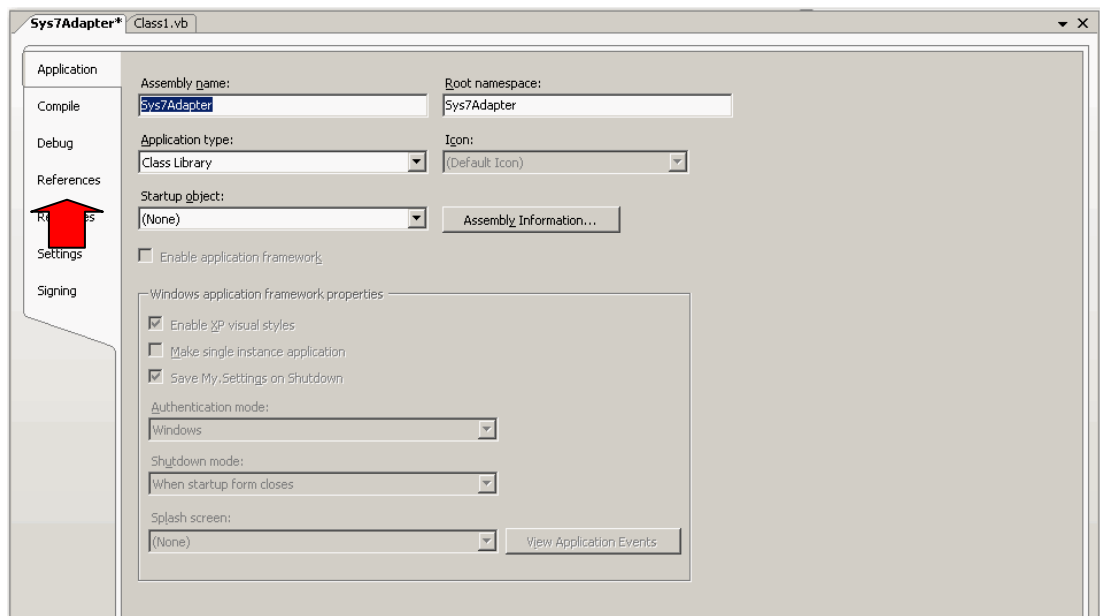 Sys7Adapter* Class1.vb
Application
Compile
Debug
References
Settings
Signing
Assembly name: Root namespace:
Sys7Adapter Sys7Adapter
Application type: Icon:
Class Library (Default Icon)
Startup object:
(None) Assembly Information...
Enable application framework
Windows application framework properties
Enable XP visual styles
Make single instance application
Save My.Settings on Shutdown
Authentication mode:
Windows
Shutdown mode:
When startup form closes
Splash screen:
(None) View Application Events